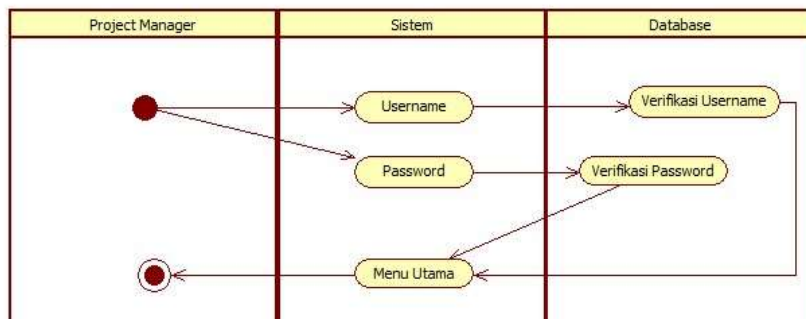 Project Manager
Sistem
Database
Username
Verifikasi Username
Password
Verifikasi Password
Menu Utama